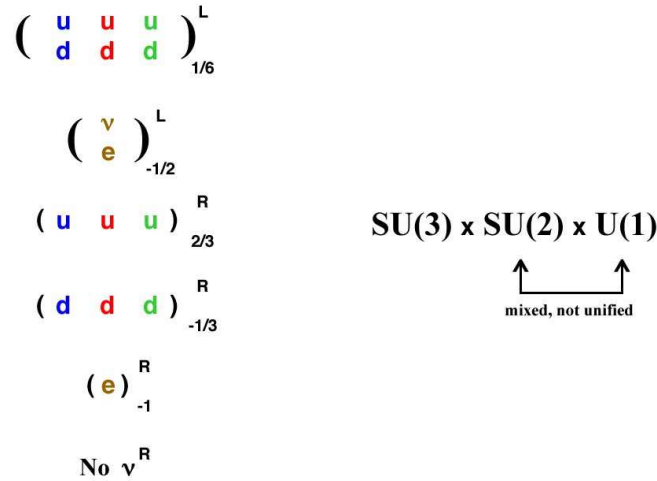 ( u u u ) L
( d d d ) 1/6
( ν ) L
( e ) -1/2
( u u u ) R 2/3
( d d d ) R -1/3
( e ) R -1
No ν R
SU(3) x SU(2) x U(1)
mixed, not unified